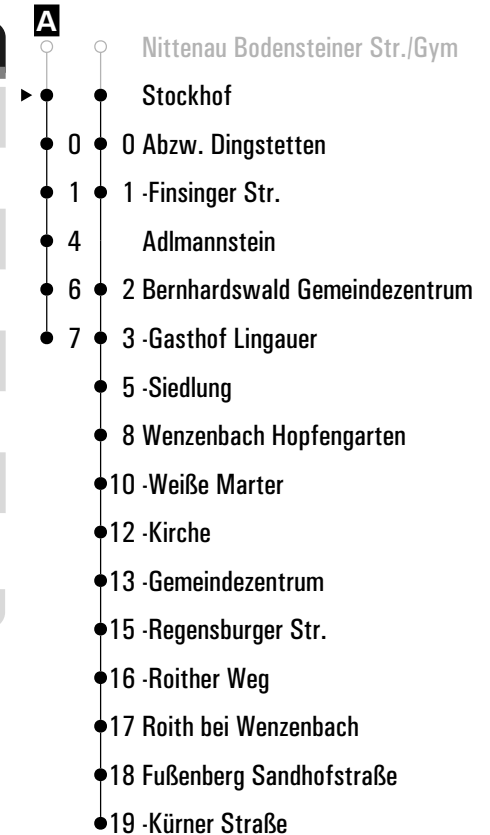 A
Nittenau Bodensteiner Str./Gym
Stockhof
0 0 Abzw. Dingstetten
1 1 -Finsinger Str.
4 Adlmannstein
6 2 Bernhardswald Gemeindezentrum
7 3 -Gasthof Lingauer
5 -Siedlung
8 Wenzenbach Hopfengarten
10 -Weiße Marter
12 -Kirche
13 -Gemeindezentrum
15 -Regensburger Str.
16 -Roither Weg
17 Roith bei Wenzenbach
18 Fußenberg Sandhofstraße
19 -Kürner Straße